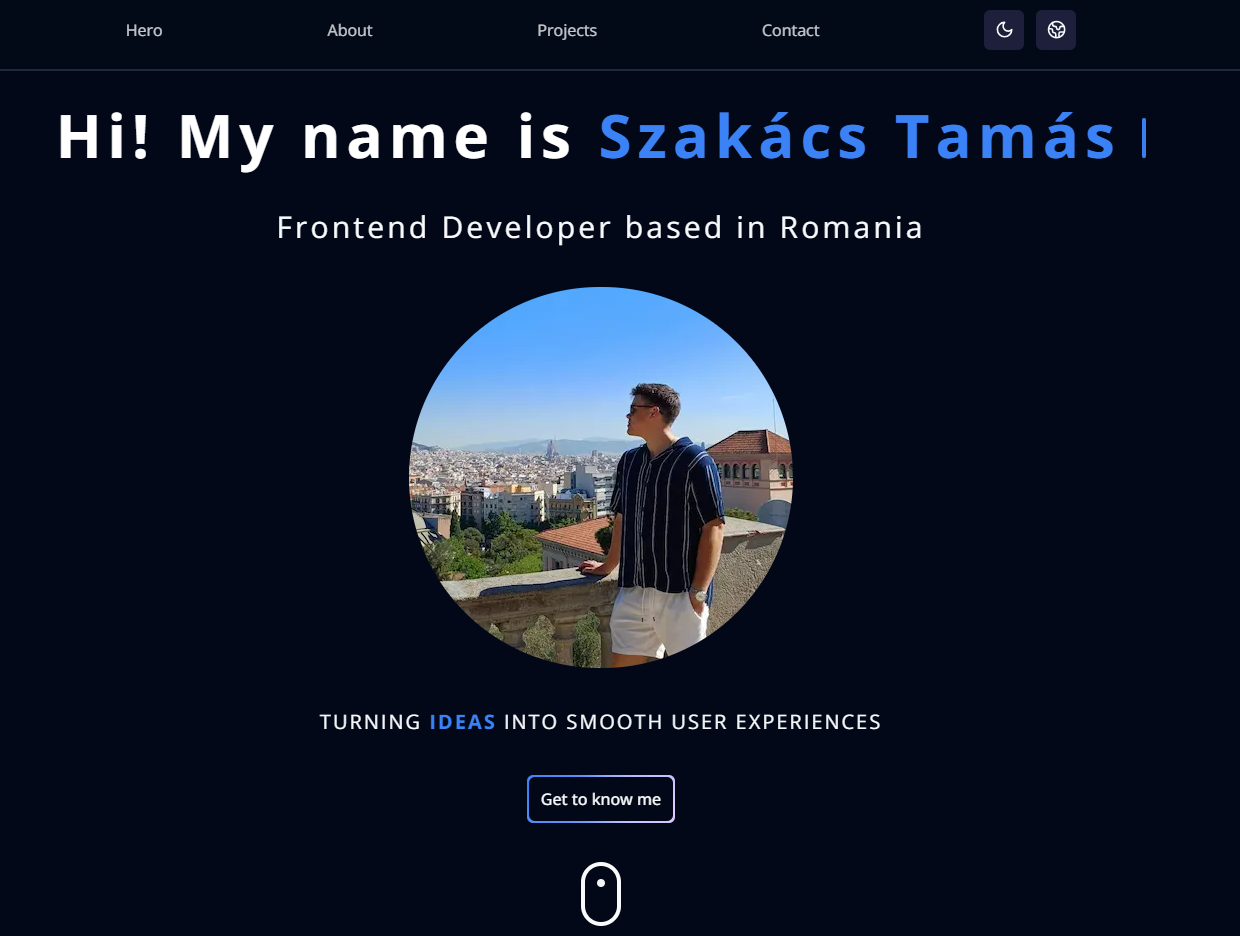 Hero About Projects Contact
Hi! My name is Szakács Tamás
Frontend Developer based in Romania
TURNING IDEAS INTO SMOOTH USER EXPERIENCES
Get to know me